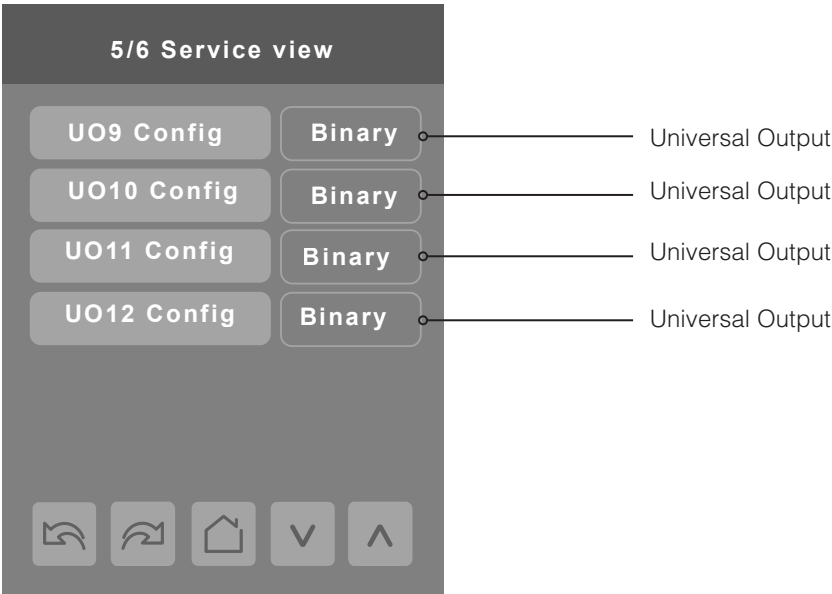 5/6 Service view
UO9 Config Binary Universal Output
UO10 Config Binary Universal Output
UO11 Config Binary Universal Output
UO12 Config Binary Universal Output